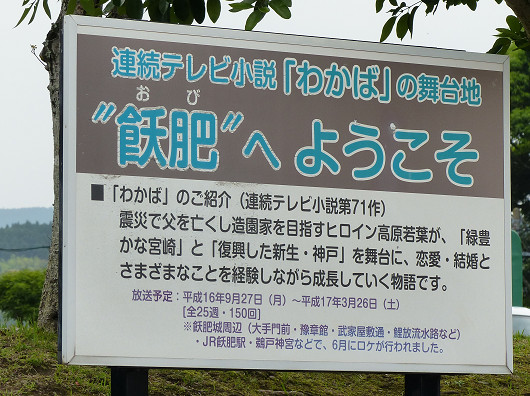 連続テレビ小説「わかば」の舞台地
おび
"飫肥"へ ようこそ
■「わかば」のご紹介（連続テレビ小説第71作）
震災で父を亡くし造園家を目指すヒロイン高原若葉が、「緑豊
かな宮崎」と「復興した新生・神戸」を舞台に、恋愛・結婚と
さまざまなことを経験しながら成長していく物語です。
放送予定：平成16年9月27日（月）～平成17年3月26日（土）
[全25週・150回]
※飫肥城周辺（大手門前・豫章館・武家屋敷通・鯉放流水路など）
・JR飫肥駅・鵜戸神宮などで、6月にロケが行われました。